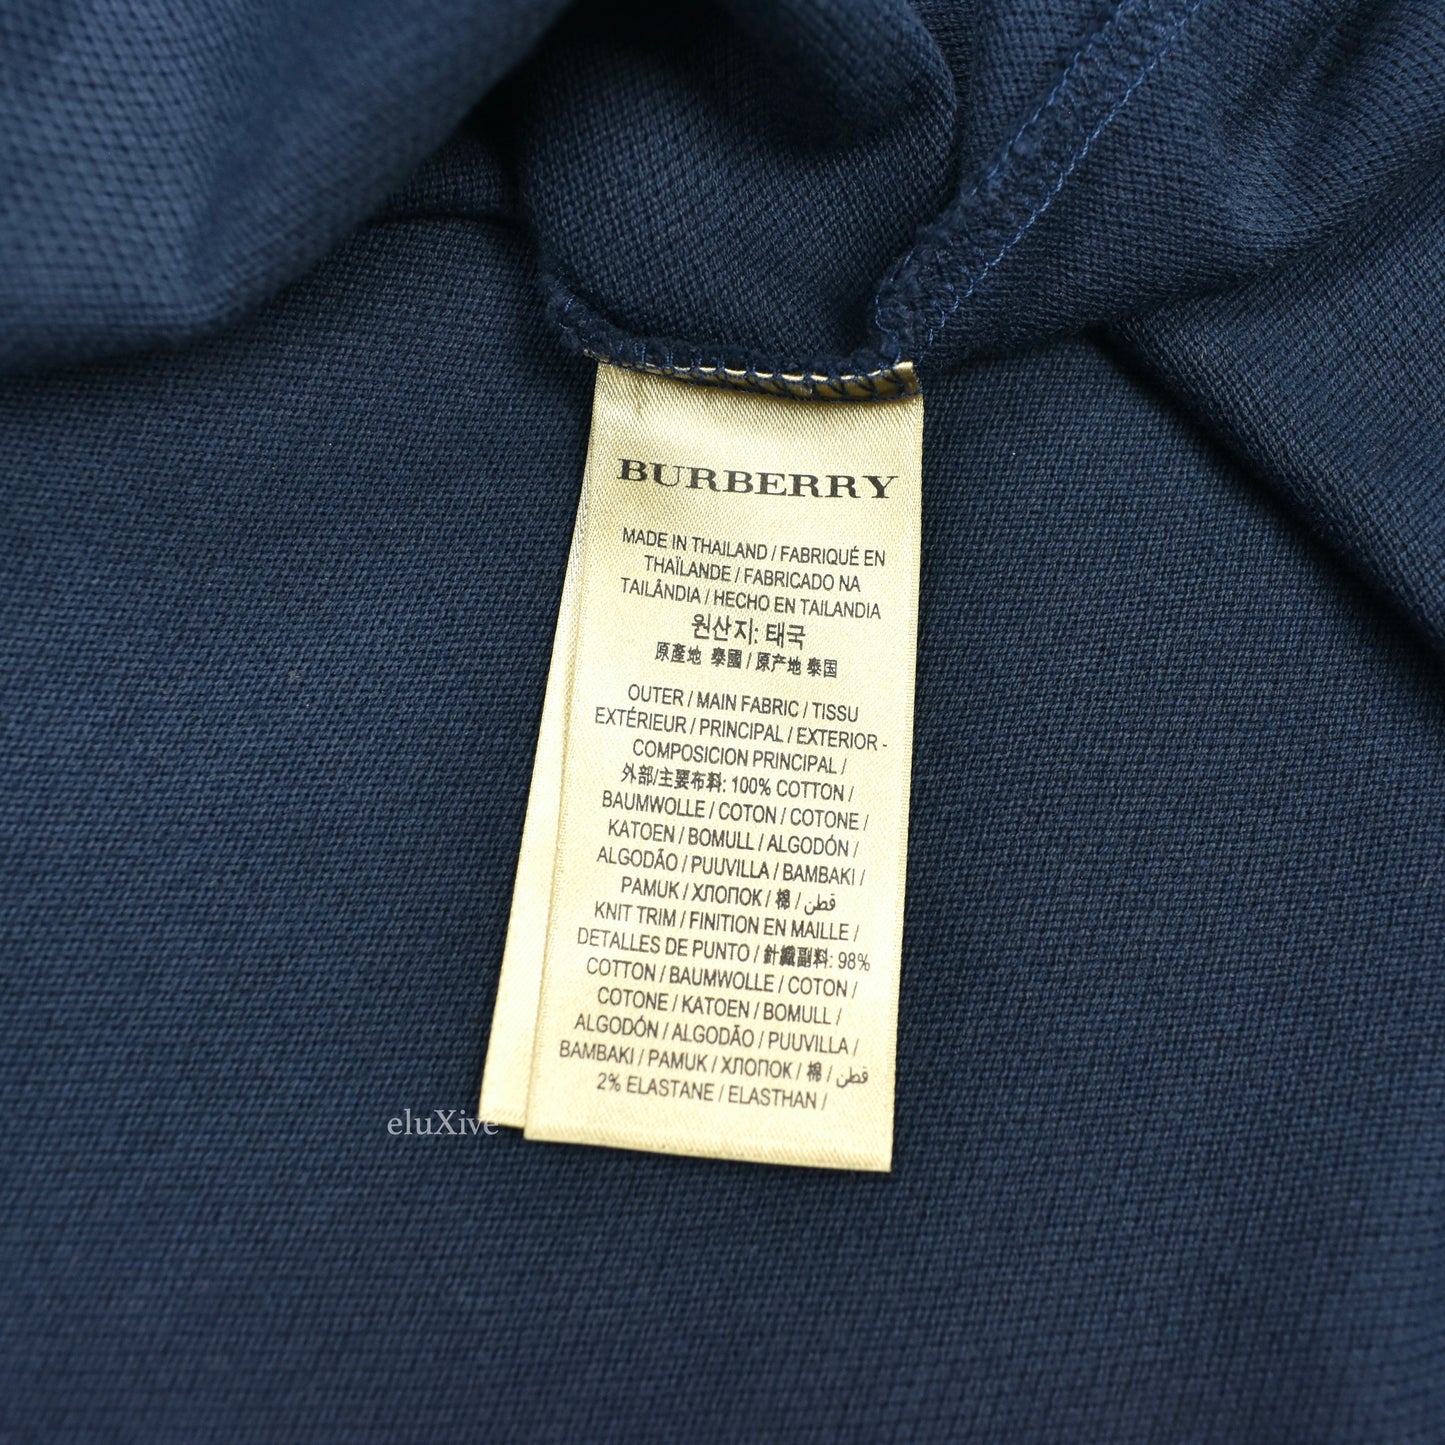 BURBERRY
MADE IN THAILAND / FABRIQUÉ EN
THAÏLANDE / FABRICADO NA
TAILÂNDIA / HECHO EN TAILANDIA
원산지: 태국
原產地 泰國 / 原产地 泰国
OUTER / MAIN FABRIC / TISSU
EXTÉRIEUR / PRINCIPAL / EXTERIOR -
COMPOSICION PRINCIPAL /
外部/主要布料: 100% COTTON /
BAUMWOLLE / COTON / COTONE /
KATOEN / BOMULL / ALGODÓN /
ALGODÃO / PUUVILLA / BAMBAKI /
PAMUK / ХЛОПОК / 棉 / قطن
KNIT TRIM / FINITION EN MAILLE /
DETALLES DE PUNTO / 針織副料: 98%
COTTON / BAUMWOLLE / COTON /
COTONE / KATOEN / BOMULL /
ALGODÓN / ALGODÃO / PUUVILLA /
BAMBAKI / PAMUK / ХЛОПОК / 棉 / قطن
2% ELASTANE / ELASTHAN /
eluXive